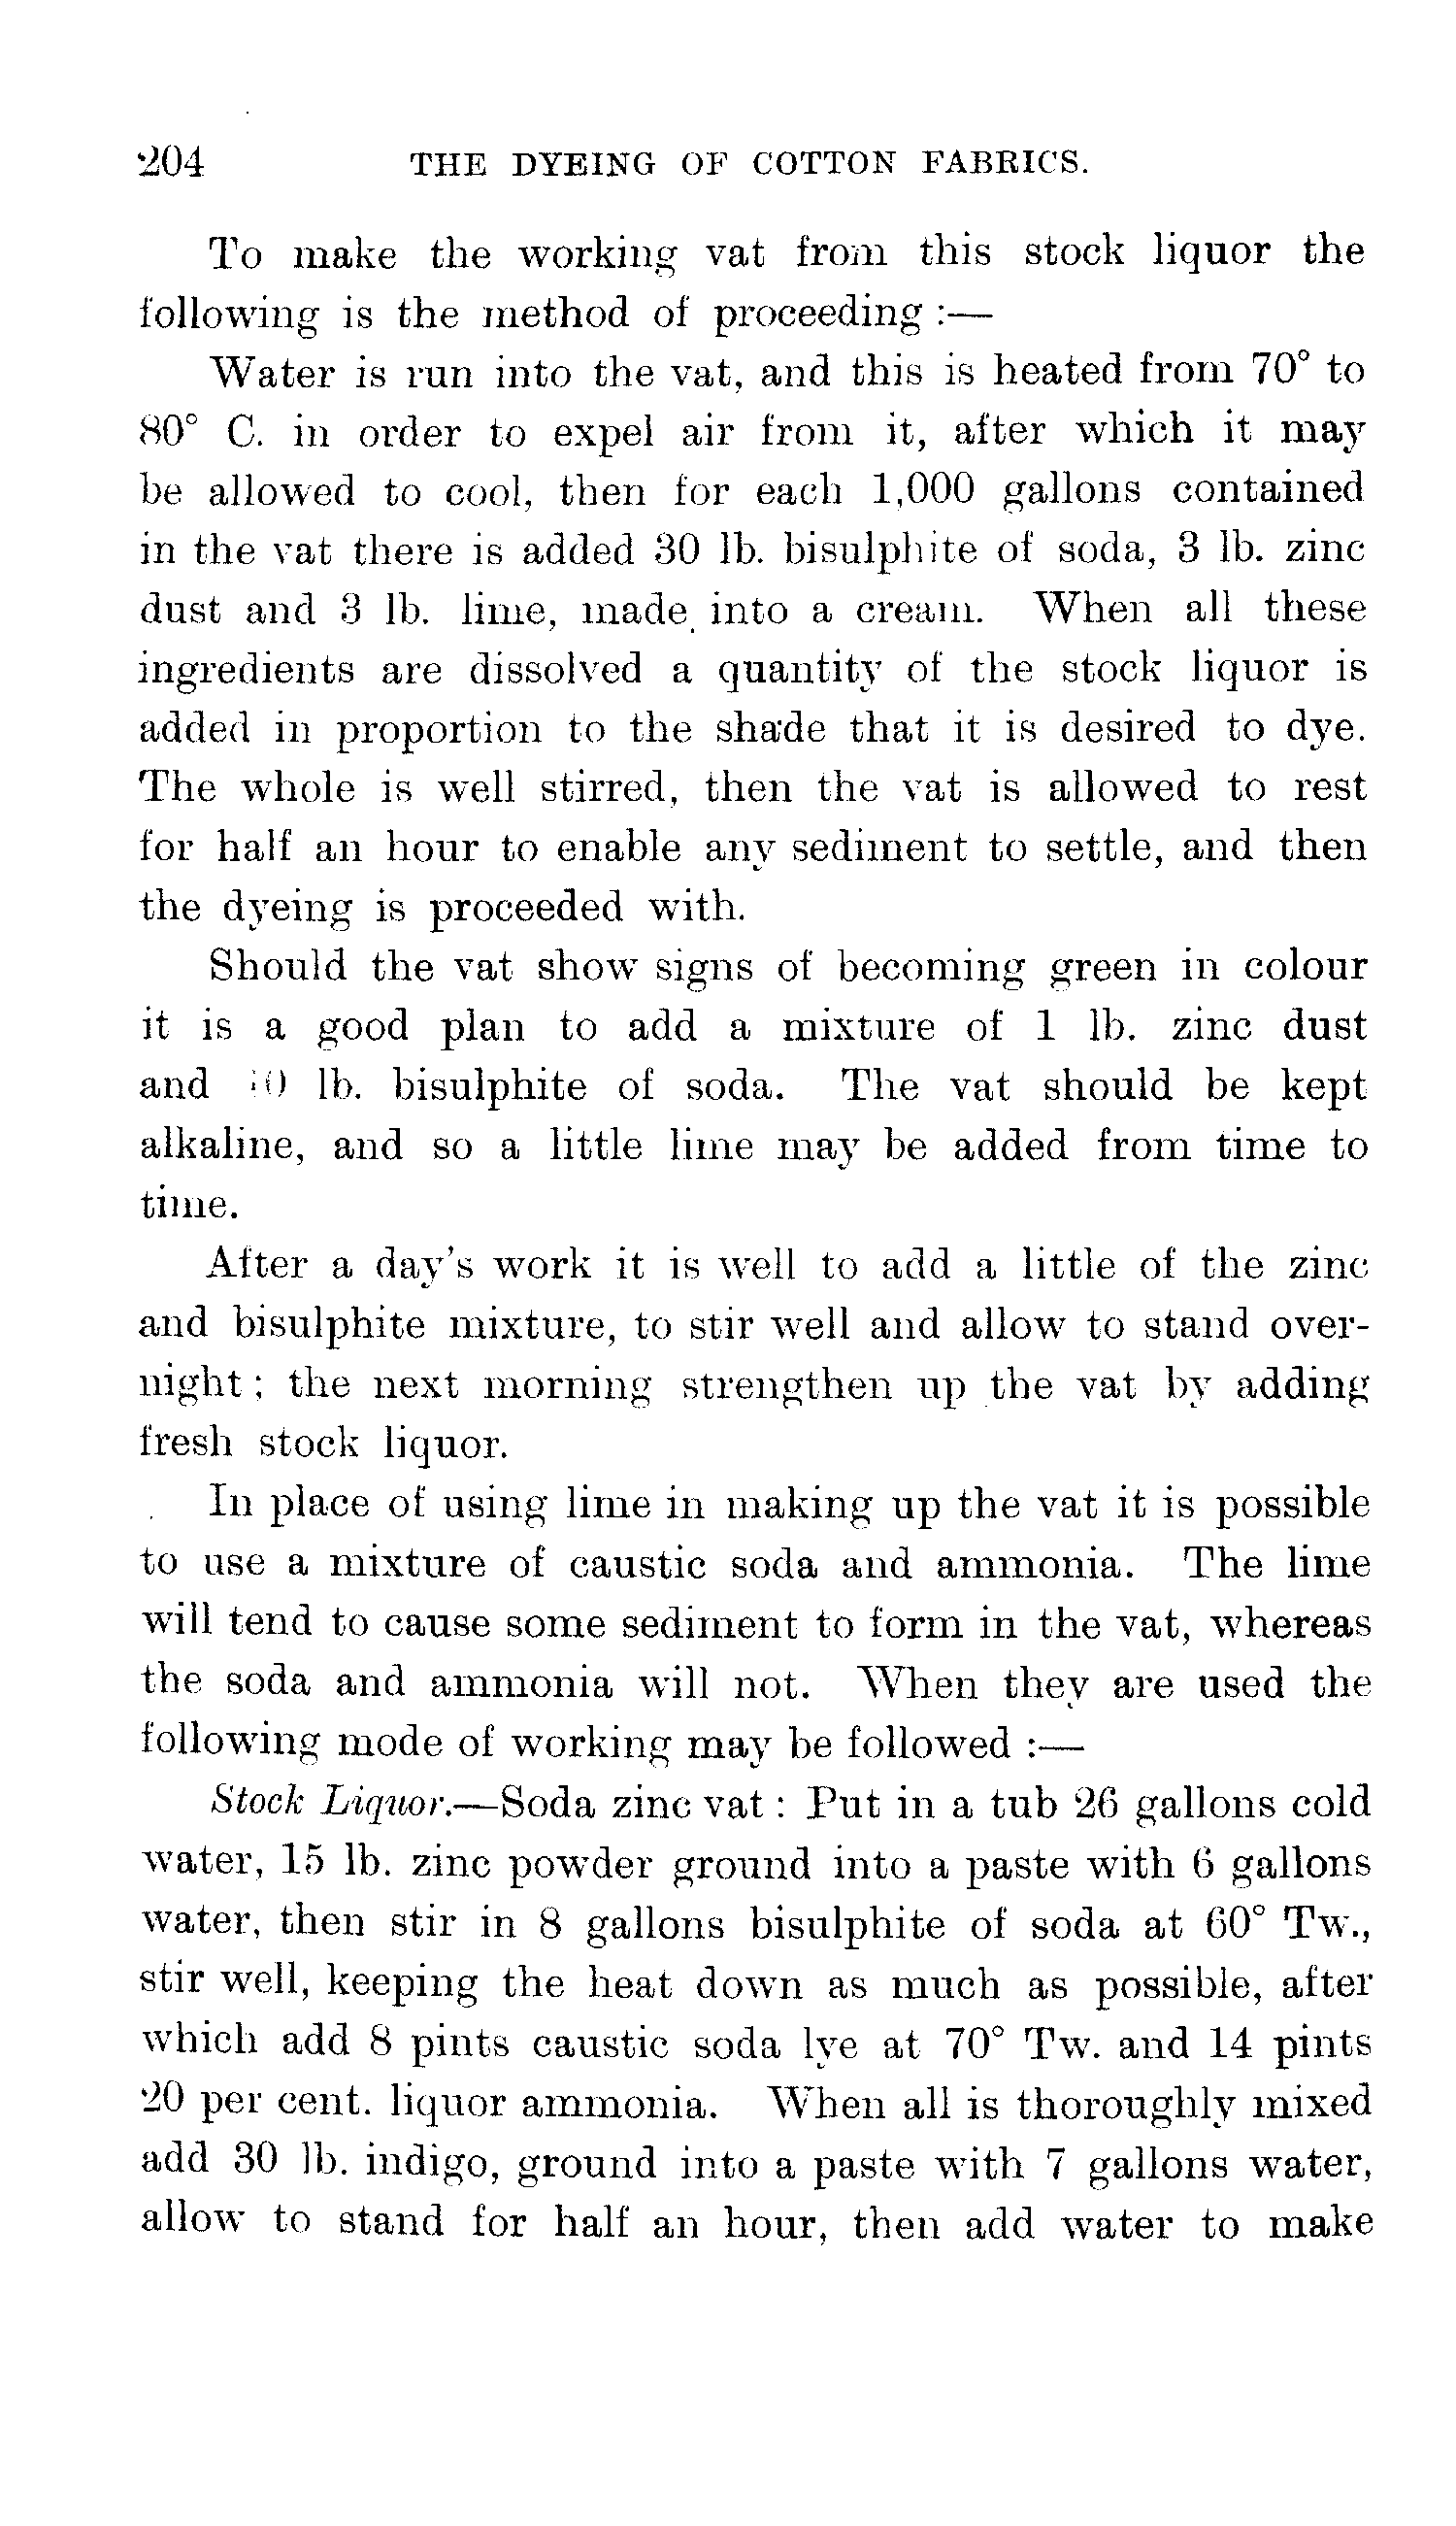 204 THE DYEING OF COTTON FABRICS.
To make the working vat from this stock liquor the
following is the method of proceeding :—
Water is run into the vat, and this is heated from 70° to
80° C. in order to expel air from it, after which it may
be allowed to cool, then for each 1,000 gallons contained
in the vat there is added 30 lb. bisulphite of soda, 3 lb. zinc
dust and 3 lb. lime, made into a cream. When all these
ingredients are dissolved a quantity of the stock liquor is
added in proportion to the shade that it is desired to dye.
The whole is well stirred, then the vat is allowed to rest
for half an hour to enable any sediment to settle, and then
the dyeing is proceeded with.
Should the vat show signs of becoming green in colour
it is a good plan to add a mixture of 1 lb. zinc dust
and lb. bisulphite of soda. The vat should be kept
alkaline, and so a little lime may be added from time to
time.
After a day's work it is well to add a little of the zinc
and bisulphite mixture, to stir well and allow to stand over-
night ; the next morning strengthen up the vat by adding
fresh stock liquor.
In place of using lime in making up the vat it is possible
to use a mixture of caustic soda and ammonia. The lime
will tend to cause some sediment to form in the vat, whereas
the soda and ammonia will not. When they are used the
following mode of working may be followed :—
Stock Liquor.—Soda zinc vat : Put in a tub 26 gallons cold
water, 15 lb. zinc powder ground into a paste with 6 gallons
water, then stir in 8 gallons bisulphite of soda at 60° Tw.,
stir well, keeping the heat down as much as possible, after
which add 8 pints caustic soda lye at 70° Tw. and 14 pints
20 per cent. liquor ammonia. When all is thoroughly mixed
add 30 lb. indigo, ground into a paste with 7 gallons water,
allow to stand for half an hour, then add water to make